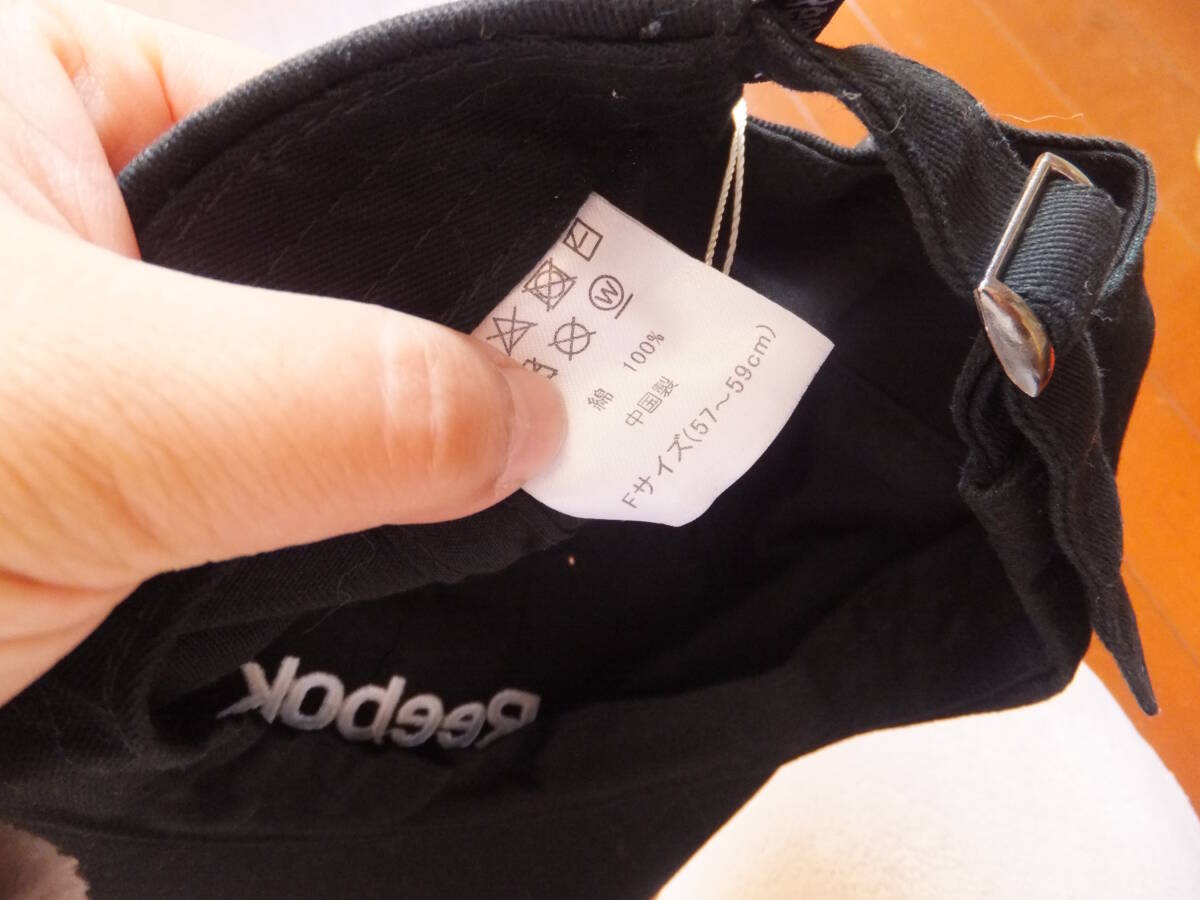 W
綿 100%
中国製
Fサイズ(57〜59cm)
Reebok